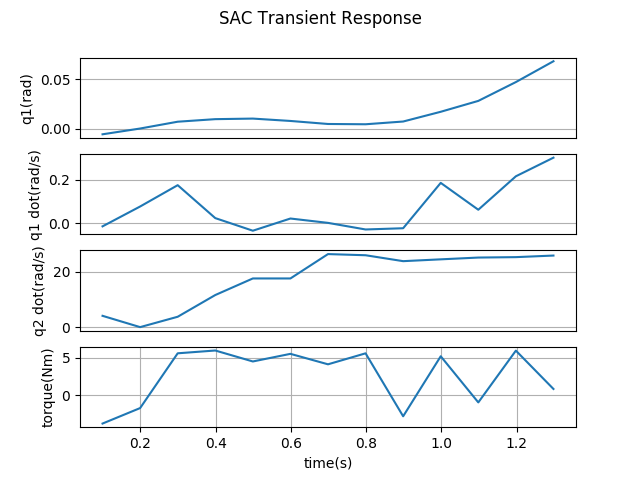 SAC Transient Response
q1(rad)
0.05
0.00
q1 dot(rad/s)
0.2
0.0
q2 dot(rad/s)
20
0
torque(Nm)
5
0
0.2 0.4 0.6 0.8 1.0 1.2
time(s)